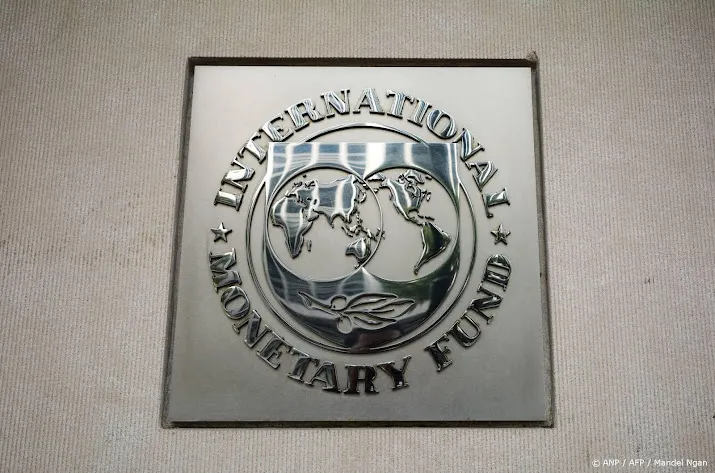 INTERNATIONAL
MONETARY FUND
© ANP / AFP / Mandel Ngan